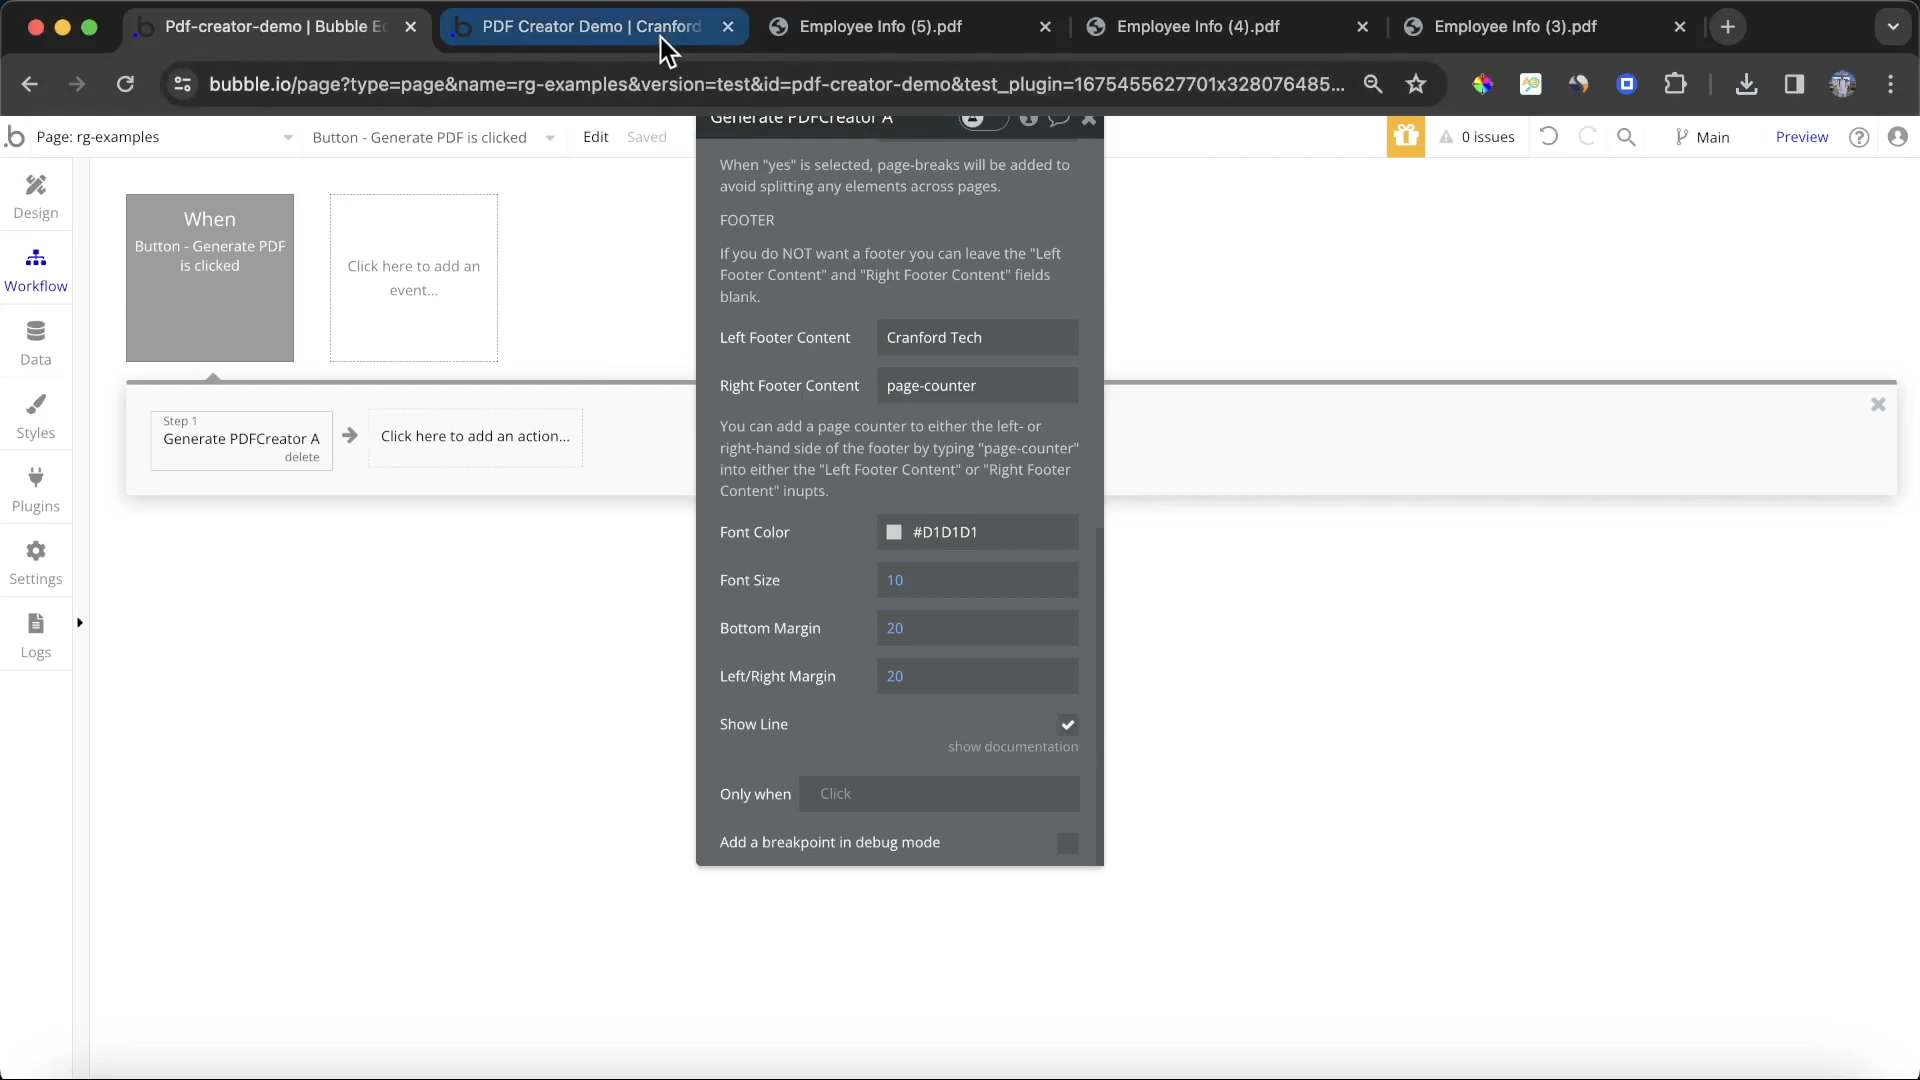 Pdf-creator-demo | Bubble Ec
PDF Creator Demo | Cranford
Employee Info (5).pdf
Employee Info (4).pdf
Employee Info (3).pdf
bubble.io/page?type=page&name=rg-examples&version=test&id=pdf-creator-demo&test_plugin=1675455627701x328076485...
Page: rg-examples
Button - Generate PDF is clicked
Edit
Saved
Generate PDFCreator A
0 issues
Main
Preview
Design
Workflow
Data
Styles
Plugins
Settings
Logs
When
Button - Generate PDF
is clicked
Click here to add an
event...
Step 1
Generate PDFCreator A
delete
Click here to add an action...
When "yes" is selected, page-breaks will be added to
avoid splitting any elements across pages.
FOOTER
If you do NOT want a footer you can leave the "Left
Footer Content" and "Right Footer Content" fields
blank.
Left Footer Content
Cranford Tech
Right Footer Content
page-counter
You can add a page counter to either the left- or
right-hand side of the footer by typing "page-counter"
into either the "Left Footer Content" or "Right Footer
Content" inupts.
Font Color
#D1D1D1
Font Size
10
Bottom Margin
20
Left/Right Margin
20
Show Line
show documentation
Only when
Click
Add a breakpoint in debug mode